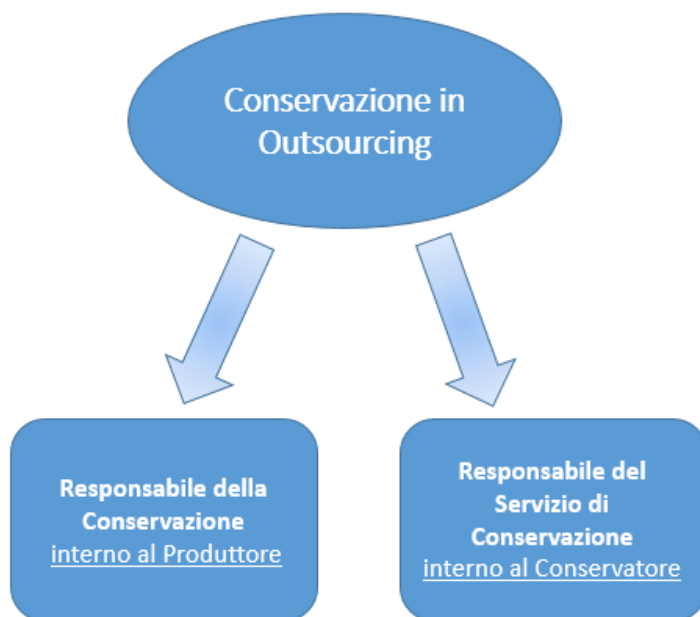 Conservazione in
Outsourcing
Responsabile della
Conservazione
interno al Produttore
Responsabile del
Servizio di
Conservazione
interno al Conservatore